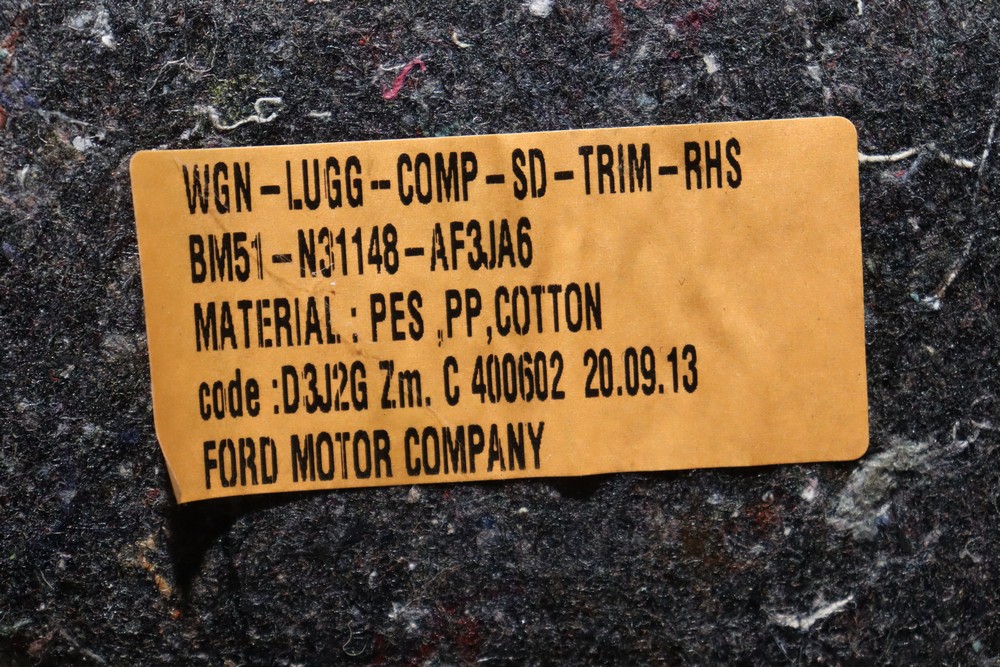 WGN-LUGG-COMP-SD-TRIM-RHS
BM51-N31148-AF3JA6
MATERIAL : PES ,PP,COTTON
code :D3J2G Zm. C 400602 20.09.13
FORD MOTOR COMPANY